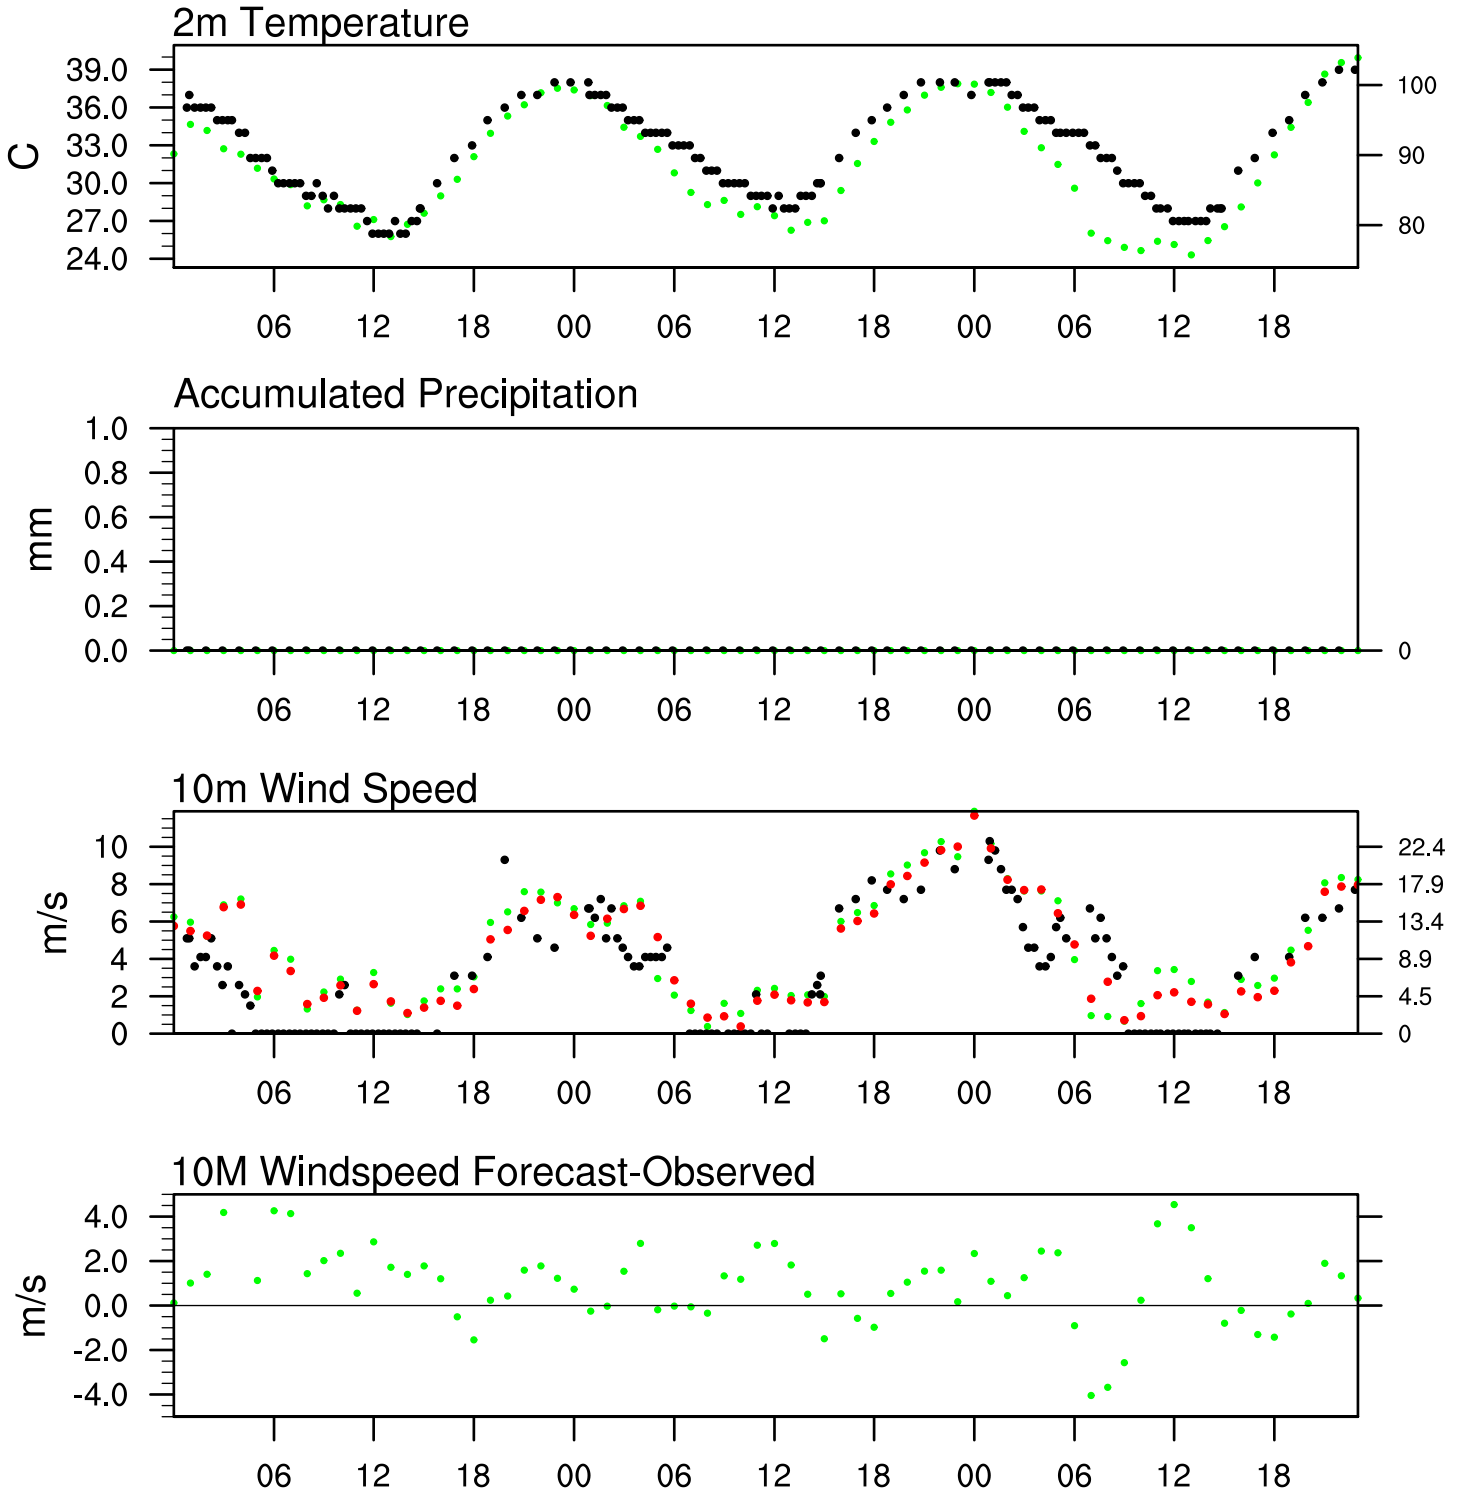 2m Temperature
39.0
36.0
33.0
30.0
27.0
24.0
C
100
90
80
06 12 18 00 06 12 18 00 06 12 18
Accumulated Precipitation
1.0
0.8
0.6
0.4
0.2
0.0
mm
0
06 12 18 00 06 12 18 00 06 12 18
10m Wind Speed
10
8
6
4
2
0
m/s
22.4
17.9
13.4
8.9
4.5
0
06 12 18 00 06 12 18 00 06 12 18
10M Windspeed Forecast-Observed
4.0
2.0
0.0
-2.0
-4.0
m/s
06 12 18 00 06 12 18 00 06 12 18